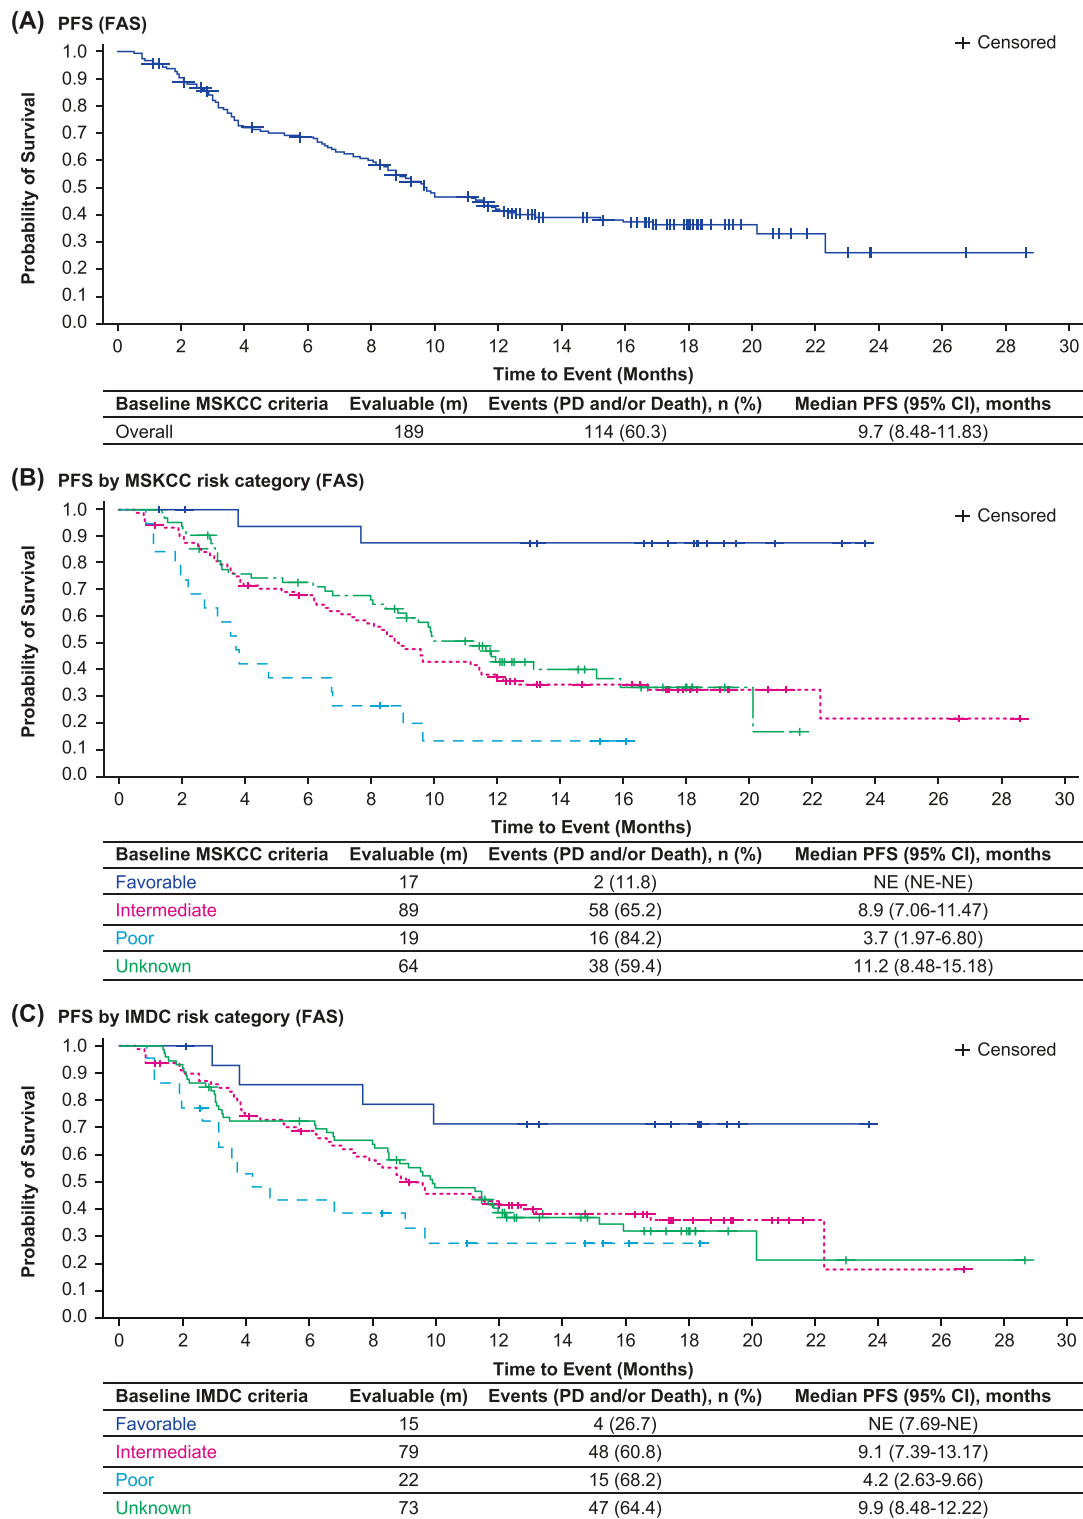 (A) PFS (FAS)
Censored
Probability of Survival
1.0
0.9
0.8
0.7
0.6
0.5
0.4
0.3
0.2
0.1
0.0
0 2 4 6 8 10 12 14 16 18 20 22 24 26 28 30
Time to Event (Months)
Baseline MSKCC criteria Evaluable (m) Events (PD and/or Death), n (%) Median PFS (95% CI), months
Overall 189 114 (60.3) 9.7 (8.48-11.83)
(B) PFS by MSKCC risk category (FAS)
Censored
Probability of Survival
1.0
0.9
0.8
0.7
0.6
0.5
0.4
0.3
0.2
0.1
0.0
0 2 4 6 8 10 12 14 16 18 20 22 24 26 28 30
Time to Event (Months)
Baseline MSKCC criteria Evaluable (m) Events (PD and/or Death), n (%) Median PFS (95% CI), months
Favorable 17 2 (11.8) NE (NE-NE)
Intermediate 89 58 (65.2) 8.9 (7.06-11.47)
Poor 19 16 (84.2) 3.7 (1.97-6.80)
Unknown 64 38 (59.4) 11.2 (8.48-15.18)
(C) PFS by IMDC risk category (FAS)
Censored
Probability of Survival
1.0
0.9
0.8
0.7
0.6
0.5
0.4
0.3
0.2
0.1
0.0
0 2 4 6 8 10 12 14 16 18 20 22 24 26 28 30
Time to Event (Months)
Baseline IMDC criteria Evaluable (m) Events (PD and/or Death), n (%) Median PFS (95% CI), months
Favorable 15 4 (26.7) NE (7.69-NE)
Intermediate 79 48 (60.8) 9.1 (7.39-13.17)
Poor 22 15 (68.2) 4.2 (2.63-9.66)
Unknown 73 47 (64.4) 9.9 (8.48-12.22)